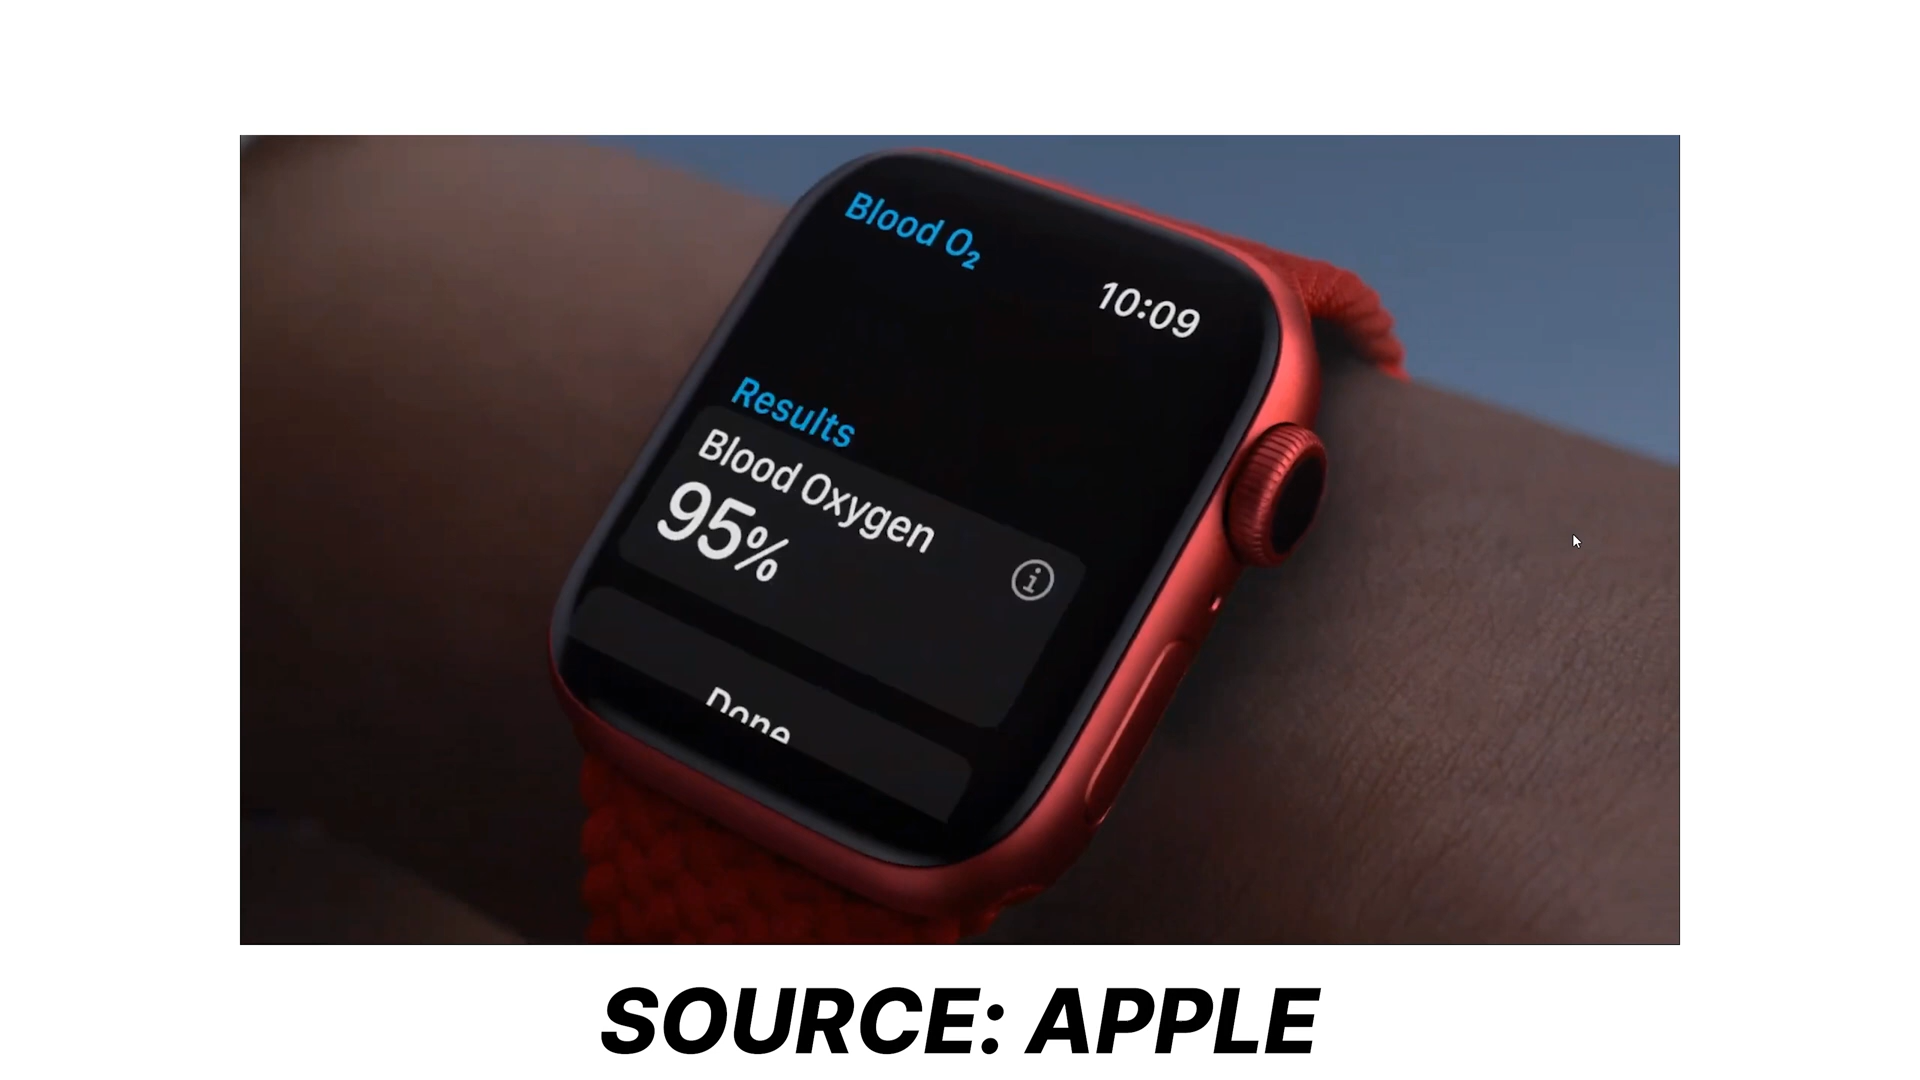 Blood O₂
10:09
Results
Blood Oxygen
95%
Done
SOURCE: APPLE